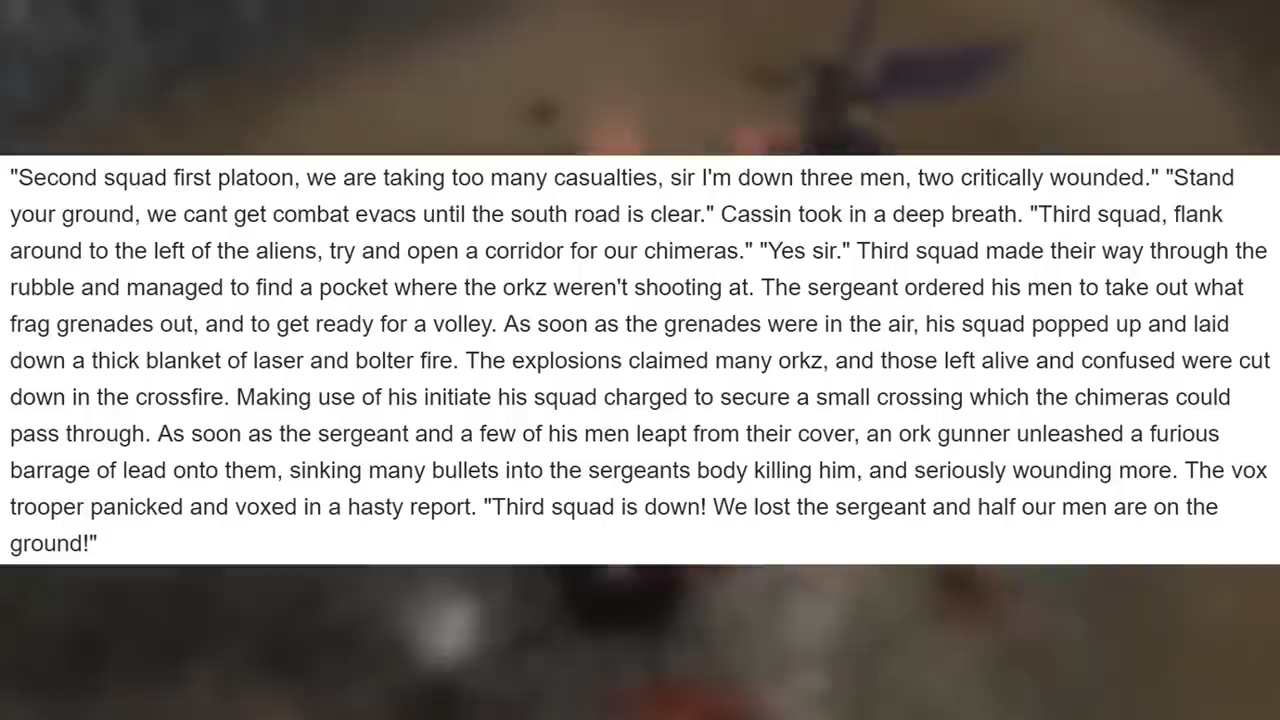 "Second squad first platoon, we are taking too many casualties, sir I'm down three men, two critically wounded." "Stand
your ground, we cant get combat evacs until the south road is clear." Cassin took in a deep breath. "Third squad, flank
around to the left of the aliens, try and open a corridor for our chimeras." "Yes sir." Third squad made their way through the
rubble and managed to find a pocket where the orkz weren't shooting at. The sergeant ordered his men to take out what
frag grenades out, and to get ready for a volley. As soon as the grenades were in the air, his squad popped up and laid
down a thick blanket of laser and bolter fire. The explosions claimed many orkz, and those left alive and confused were cut
down in the crossfire. Making use of his initiate his squad charged to secure a small crossing which the chimeras could
pass through. As soon as the sergeant and a few of his men leapt from their cover, an ork gunner unleashed a furious
barrage of lead onto them, sinking many bullets into the sergeants body killing him, and seriously wounding more. The vox
trooper panicked and voxed in a hasty report. "Third squad is down! We lost the sergeant and half our men are on the
ground!"